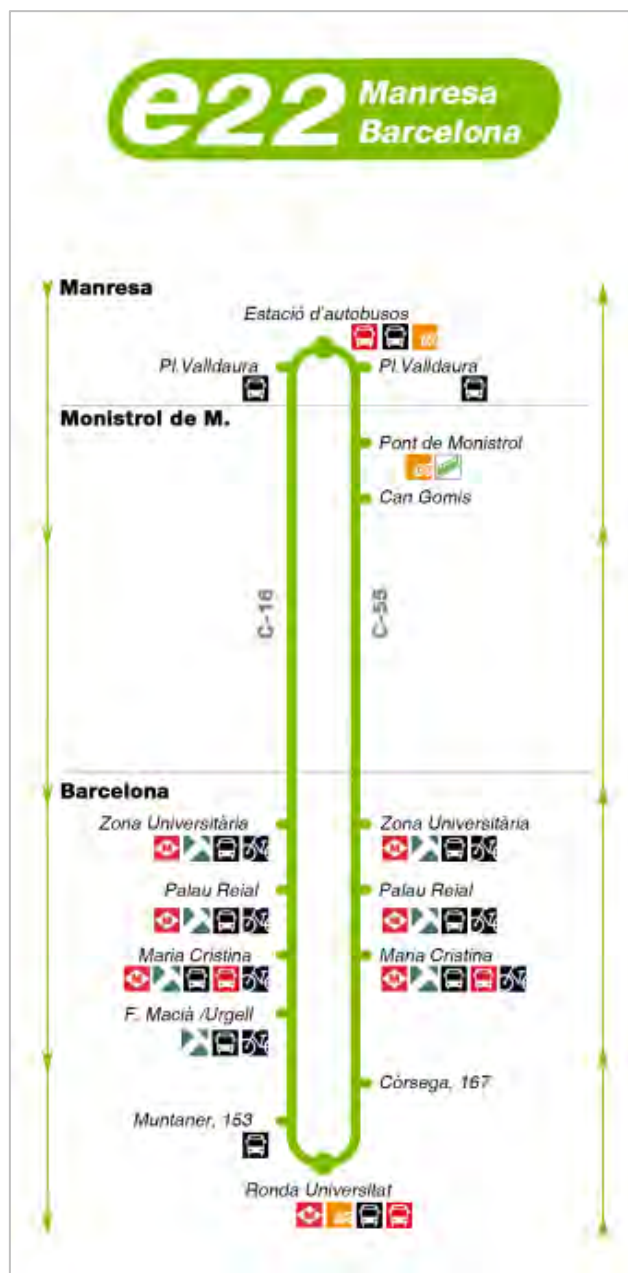 e22 Manresa
Barcelona
Manresa
Estació d'autobusos
Pl.Valldaura
Pl.Valldaura
Monistrol de M.
Pont de Monistrol
Can Gomis
C-16
C-55
Barcelona
Zona Universitària
Zona Universitària
Palau Reial
Palau Reial
Maria Cristina
Maria Cristina
F. Macià /Urgell
Còrsega, 167
Muntaner, 153
Ronda Universitat